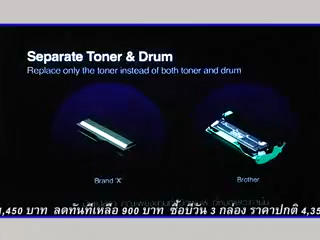 Separate Toner & Drum
Replace only the toner instead of both toner and drum
Brand 'X'
Brother
1,450 บาท ลดทันทีเหลือ 900 บาท ซื้อบ้วน 3 กล่อง ราคาปกติ 4,35